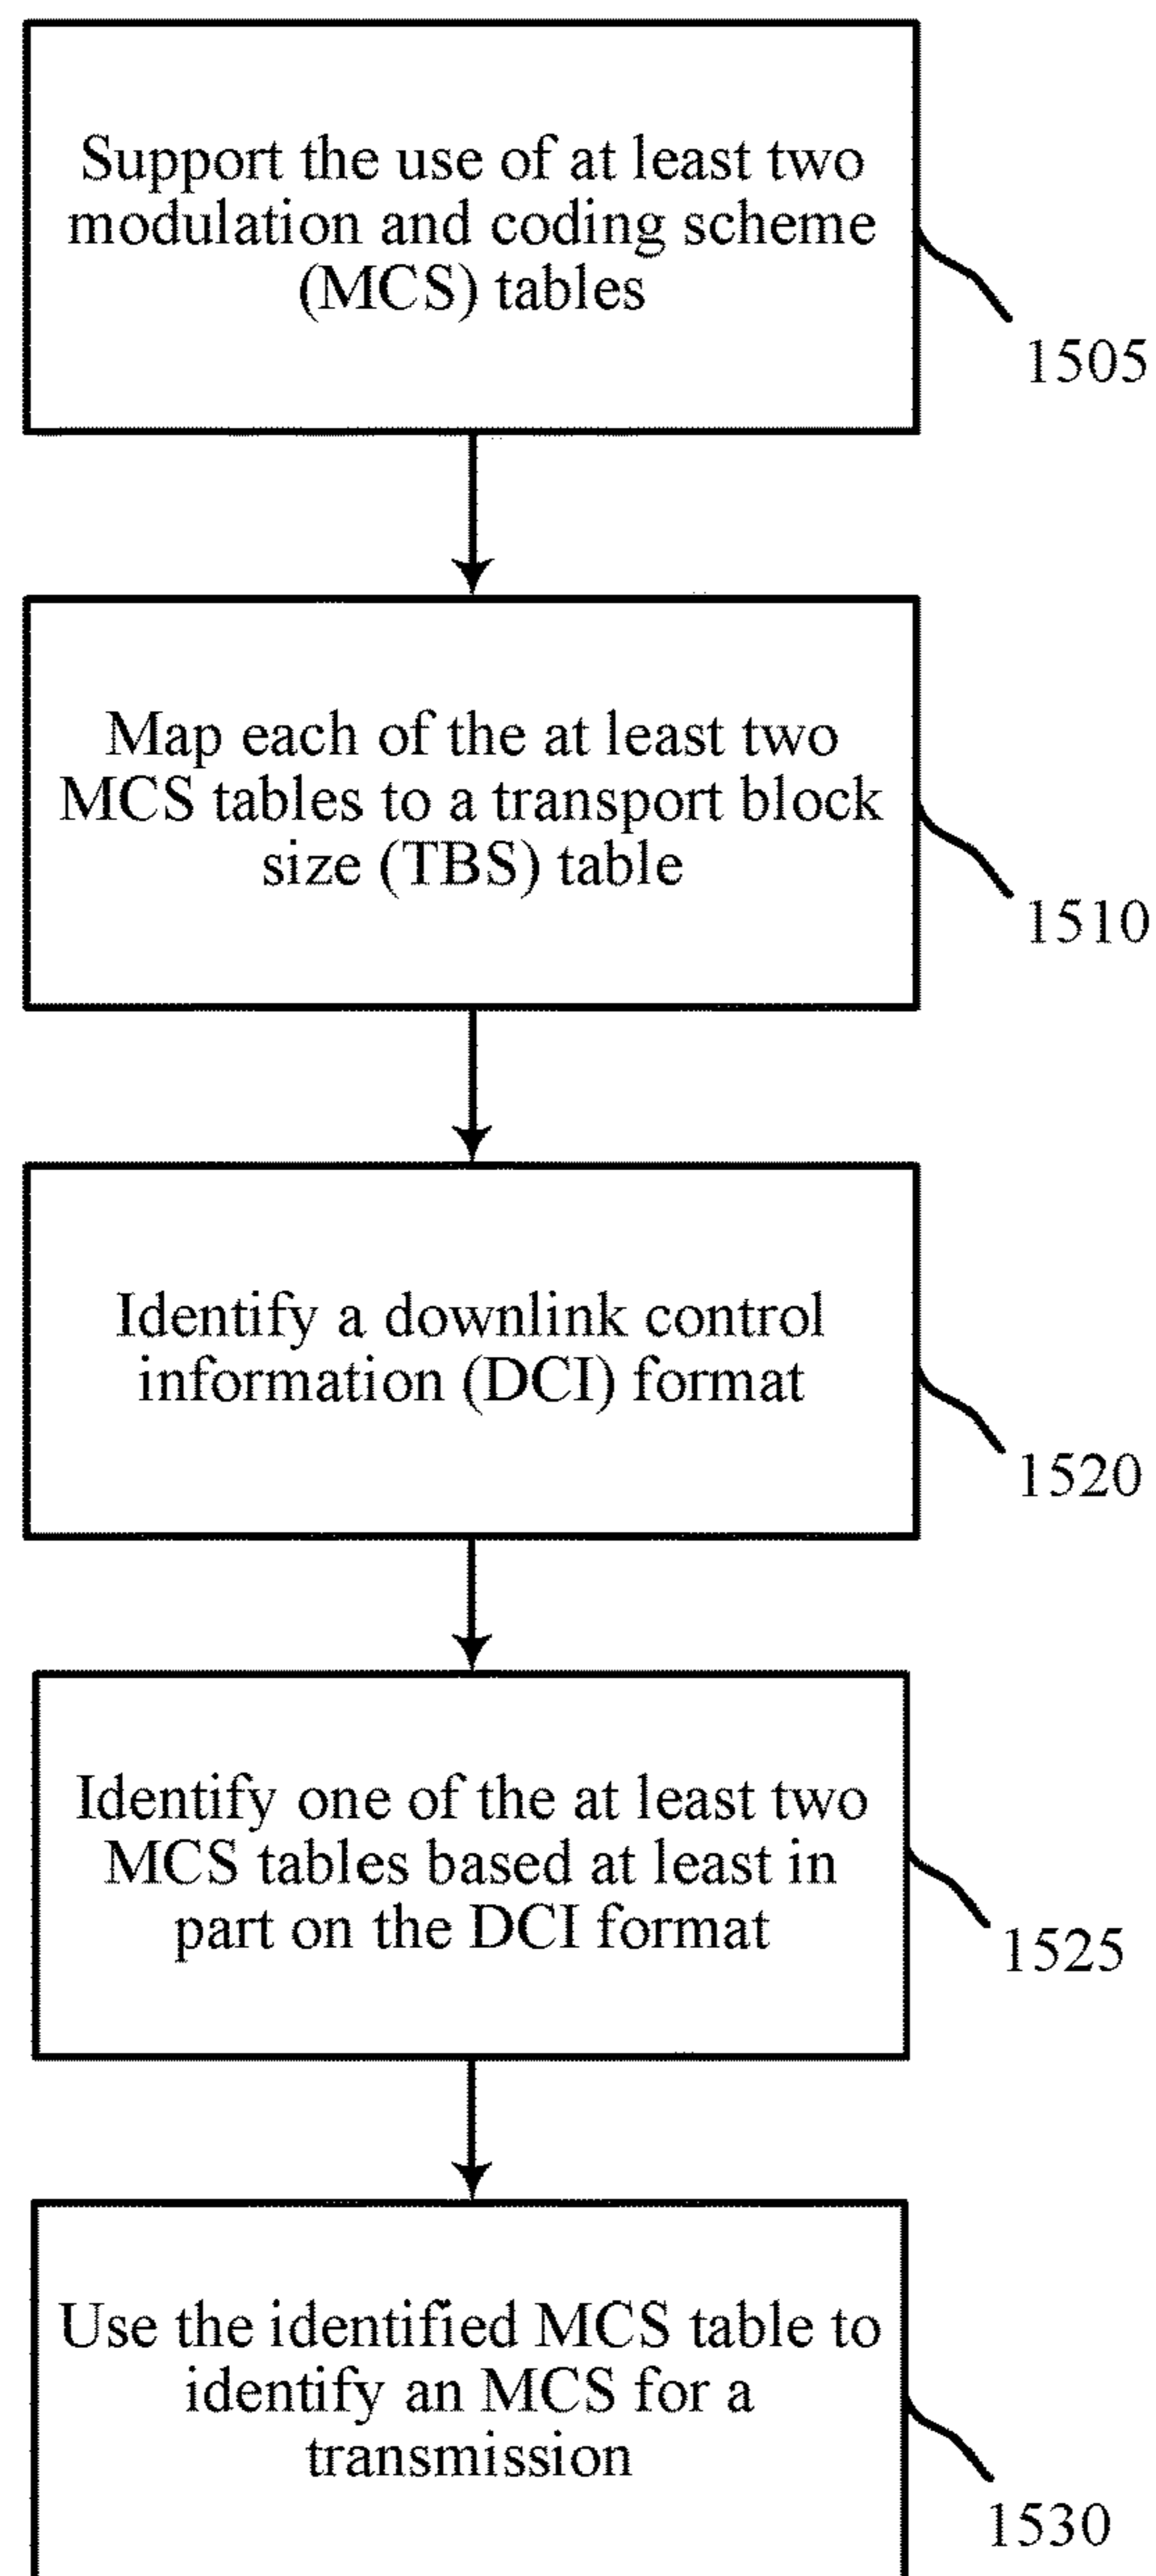 Support the use of at least two
modulation and coding scheme
(MCS) tables
1505
Map each of the at least two
MCS tables to a transport block
size (TBS) table
1510
Identify a downlink control
information (DCI) format
1520
Identify one of the at least two
MCS tables based at least in
part on the DCI format
1525
Use the identified MCS table to
identify an MCS for a
transmission
1530